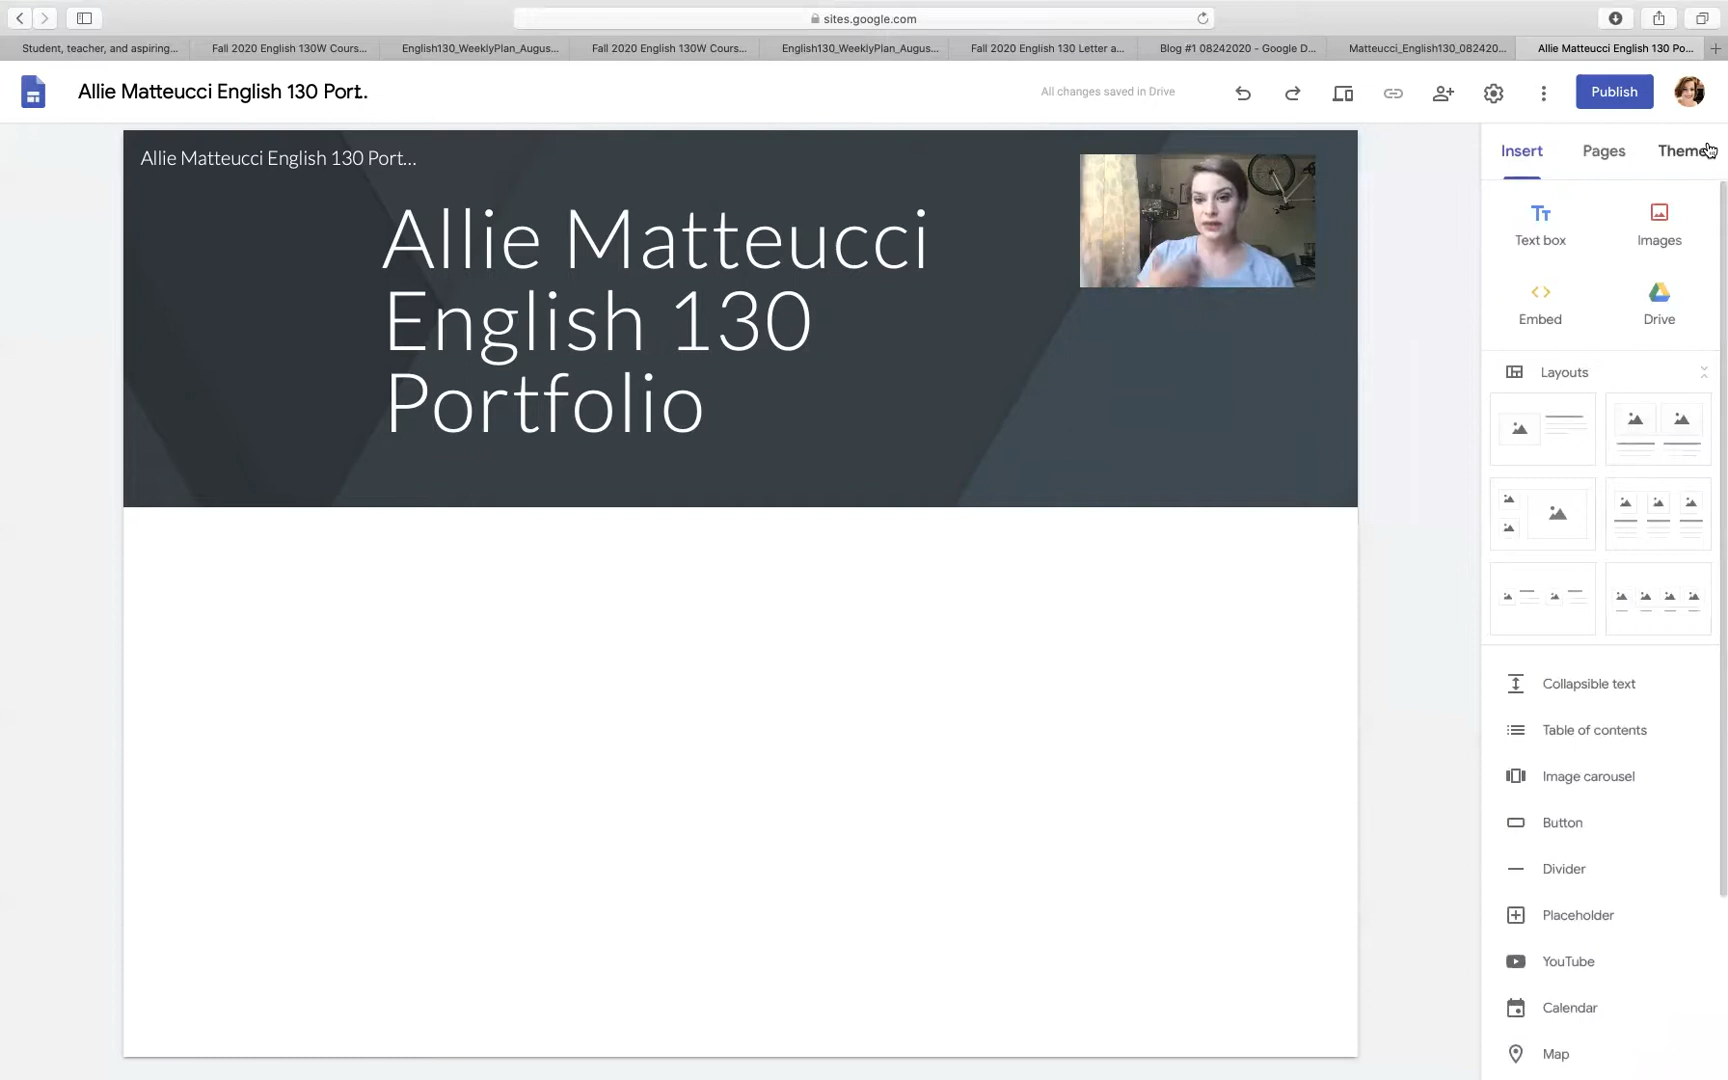 sites.google.com
Student, teacher, and aspiring...
Fall 2020 English 130W Cours...
English130_WeeklyPlan_Augus...
Fall 2020 English 130W Cours...
English130_WeeklyPlan_Augus...
Fall 2020 English 130 Letter a...
Blog #1 08242020 - Google D...
Matteucci_English130_082420...
Allie Matteucci English 130 Po...
Allie Matteucci English 130 Port..
All changes saved in Drive
Publish
Allie Matteucci English 130 Port...
Insert
Pages
Theme
Allie Matteucci
English 130
Portfolio
Text box
Images
Embed
Drive
Layouts
Collapsible text
Table of contents
Image carousel
Button
Divider
Placeholder
YouTube
Calendar
Map